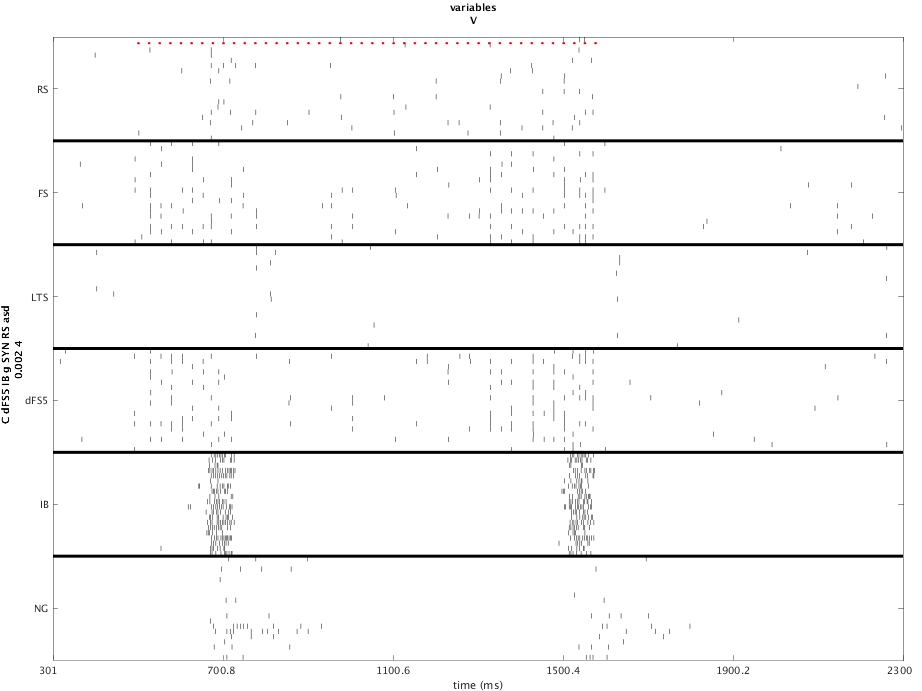 variables
V
RS
FS
LTS
dFS5
IB
NG
C dFS5 IB g SYN RS asd
0.002 4
301
700.8
1100.6
1500.4
1900.2
2300
time (ms)